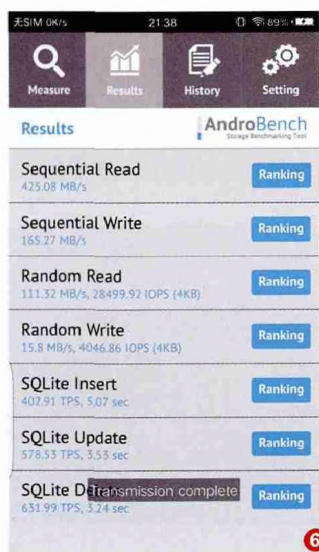 无SIM 0K/s 21:38 89%
Measure Results History Setting
Results AndroBench
Storage Benchmarking Tool
Sequential Read
425.08 MB/s
Ranking
Sequential Write
165.27 MB/s
Ranking
Random Read
111.32 MB/s, 28499.92 IOPS (4KB)
Ranking
Random Write
15.8 MB/s, 4046.86 IOPS (4KB)
Ranking
SQLite Insert
402.91 TPS, 5.07 sec
Ranking
SQLite Update
578.53 TPS, 3.53 sec
Ranking
SQLite
Transmission complete
631.99 TPS, 3.24 sec
Ranking
6